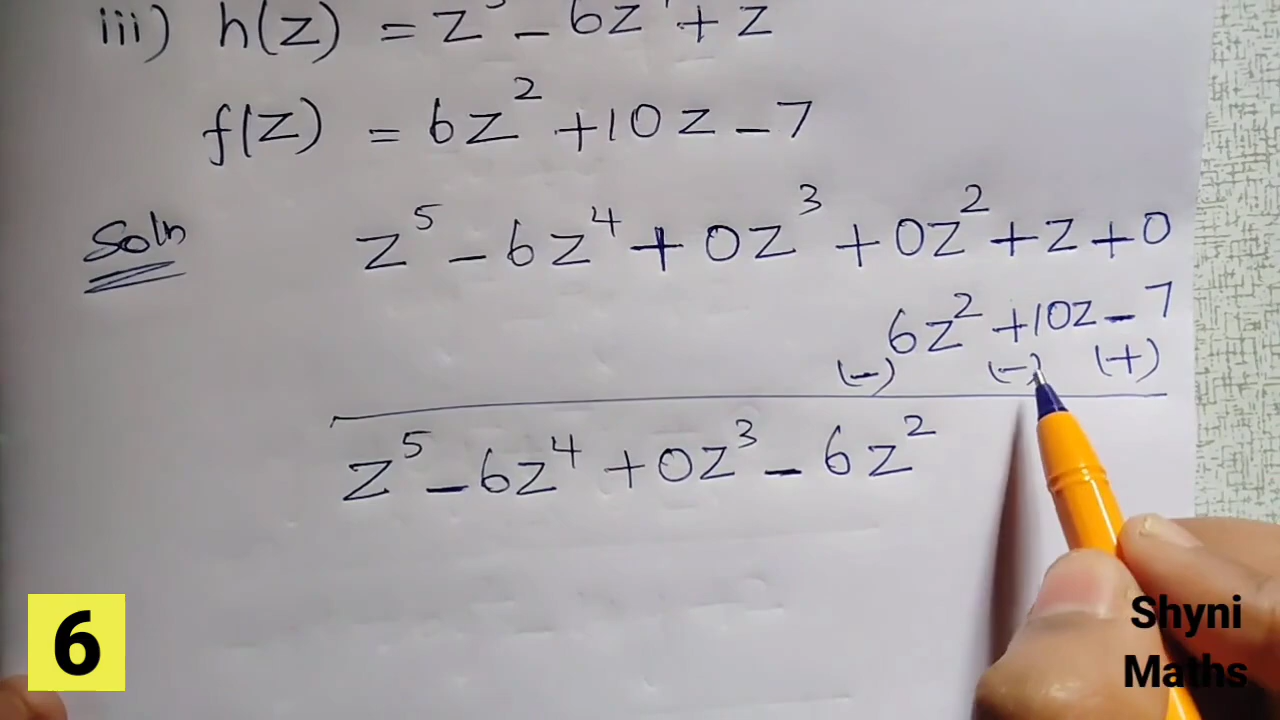 iii) h(z) = z⁵ - 6z⁴ + z
f(z) = 6z² + 10z - 7
Soln
z⁵ - 6z⁴ + 0z³ + 0z² + z + 0
6z² + 10z - 7
(-) (-) (+)
z⁵ - 6z⁴ + 0z³ - 6z²
6
Shyni
Maths